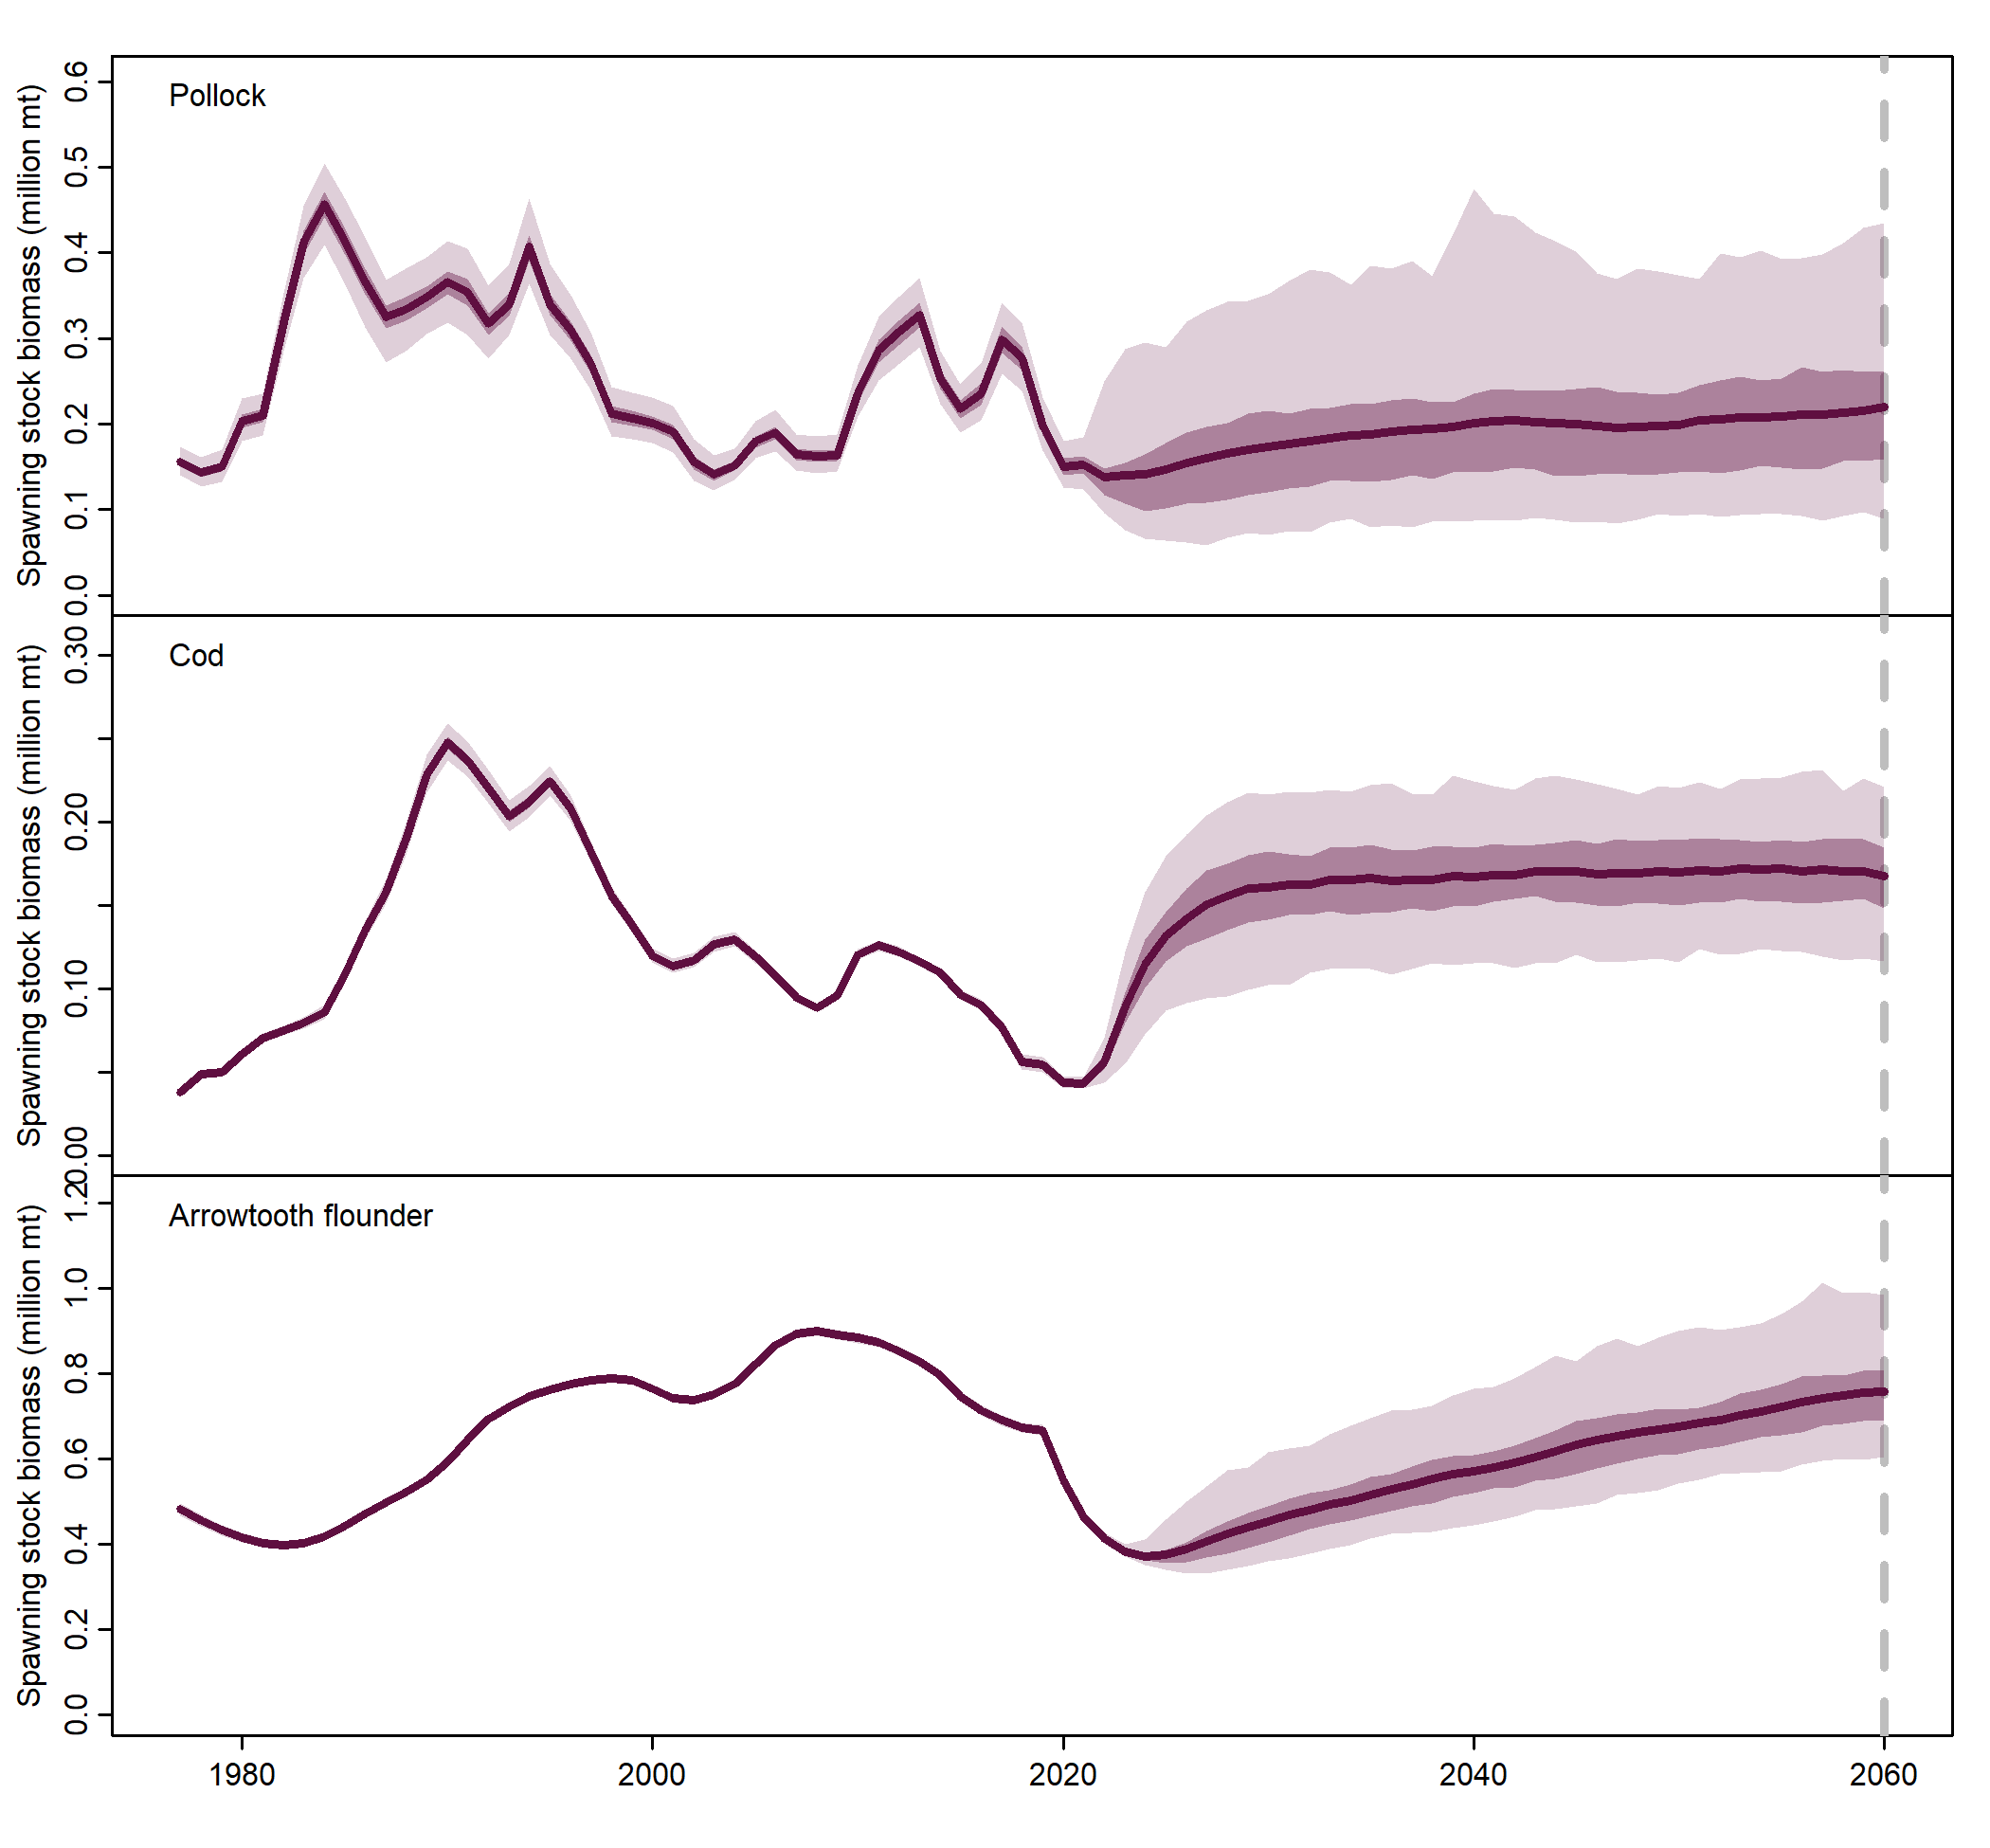 Pollock
Spawning stock biomass (million mt)
0.6
0.5
0.4
0.3
0.2
0.1
0.0
Cod
Spawning stock biomass (million mt)
0.30
0.20
0.10
0.00
Arrowtooth flounder
Spawning stock biomass (million mt)
1.2
1.0
0.8
0.6
0.4
0.2
0.0
1980 2000 2020 2040 2060